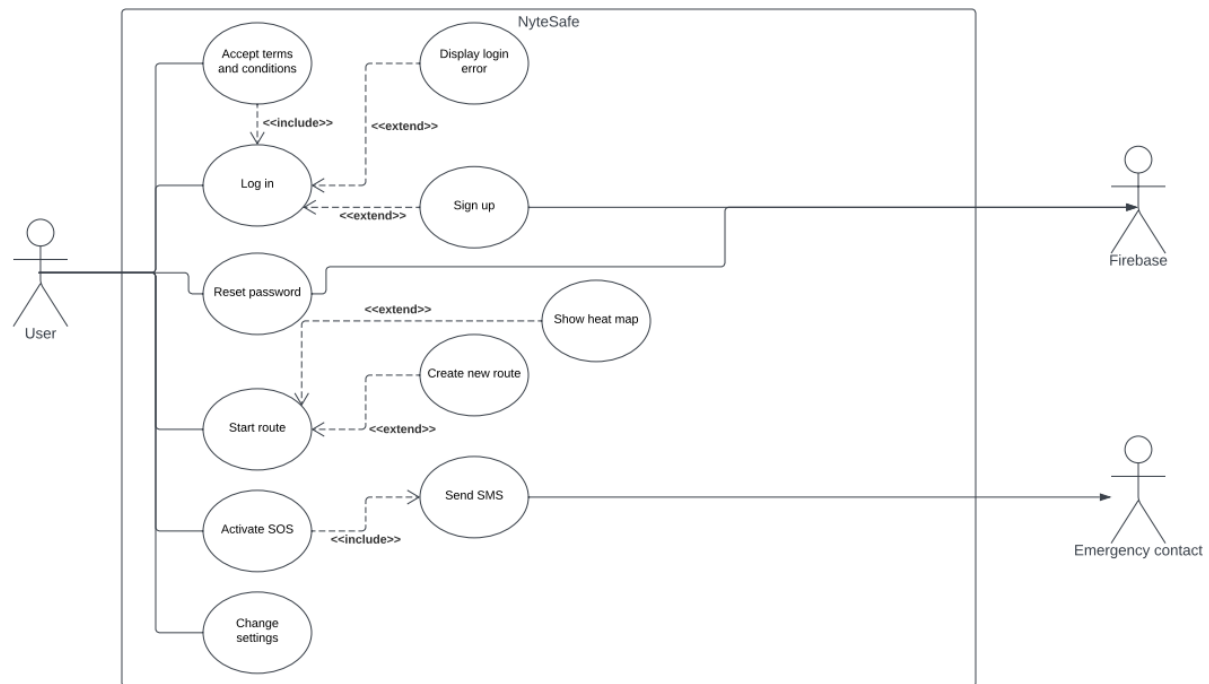 NyteSafe
Accept terms
and conditions
Display login
error
<<include>>
<<extend>>
Log in
Sign up
<<extend>>
Firebase
Reset password
User
<<extend>>
Show heat map
Create new route
Start route
<<extend>>
Send SMS
Activate SOS
<<include>>
Emergency contact
Change
settings